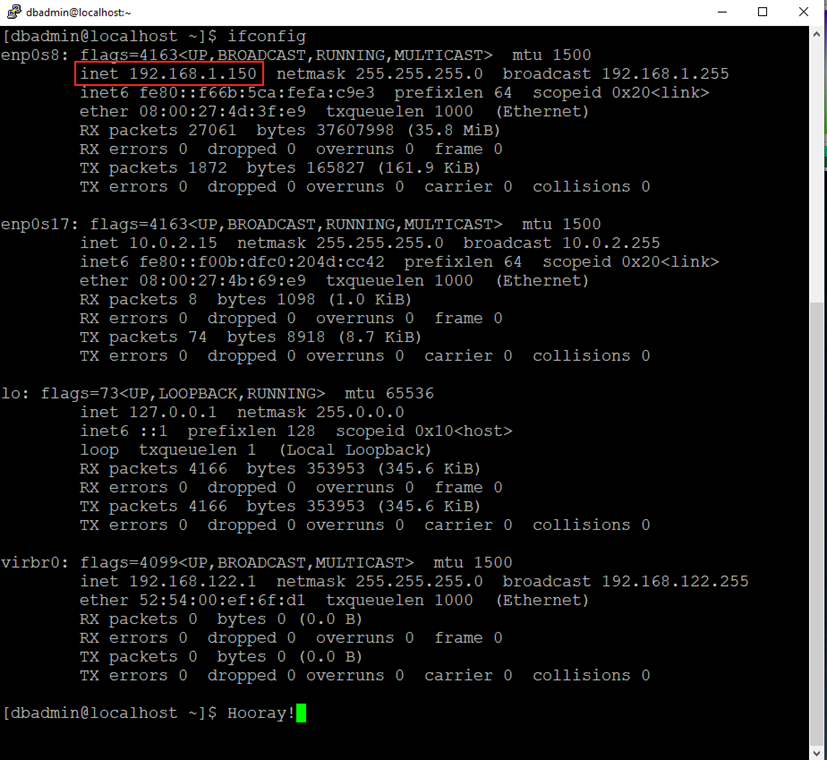 dbadmin@localhost:~
[dbadmin@localhost ~]$ ifconfig
enp0s8: flags=4163<UP,BROADCAST,RUNNING,MULTICAST>  mtu 1500
        inet 192.168.1.150  netmask 255.255.255.0  broadcast 192.168.1.255
        inet6 fe80::f66b:5ca:fefa:c9e3  prefixlen 64  scopeid 0x20<link>
        ether 08:00:27:4d:3f:e9  txqueuelen 1000  (Ethernet)
        RX packets 27061  bytes 37607998 (35.8 MiB)
        RX errors 0  dropped 0  overruns 0  frame 0
        TX packets 1872  bytes 165827 (161.9 KiB)
        TX errors 0  dropped 0 overruns 0  carrier 0  collisions 0
enp0s17: flags=4163<UP,BROADCAST,RUNNING,MULTICAST>  mtu 1500
        inet 10.0.2.15  netmask 255.255.255.0  broadcast 10.0.2.255
        inet6 fe80::f00b:dfc0:204d:cc42  prefixlen 64  scopeid 0x20<link>
        ether 08:00:27:4b:69:e9  txqueuelen 1000  (Ethernet)
        RX packets 8  bytes 1098 (1.0 KiB)
        RX errors 0  dropped 0  overruns 0  frame 0
        TX packets 74  bytes 8918 (8.7 KiB)
        TX errors 0  dropped 0 overruns 0  carrier 0  collisions 0
lo: flags=73<UP,LOOPBACK,RUNNING>  mtu 65536
        inet 127.0.0.1  netmask 255.0.0.0
        inet6 ::1  prefixlen 128  scopeid 0x10<host>
        loop  txqueuelen 1  (Local Loopback)
        RX packets 4166  bytes 353953 (345.6 KiB)
        RX errors 0  dropped 0  overruns 0  frame 0
        TX packets 4166  bytes 353953 (345.6 KiB)
        TX errors 0  dropped 0 overruns 0  carrier 0  collisions 0
virbr0: flags=4099<UP,BROADCAST,MULTICAST>  mtu 1500
        inet 192.168.122.1  netmask 255.255.255.0  broadcast 192.168.122.255
        ether 52:54:00:ef:6f:d1  txqueuelen 1000  (Ethernet)
        RX packets 0  bytes 0 (0.0 B)
        RX errors 0  dropped 0  overruns 0  frame 0
        TX packets 0  bytes 0 (0.0 B)
        TX errors 0  dropped 0 overruns 0  carrier 0  collisions 0
[dbadmin@localhost ~]$ Hooray!